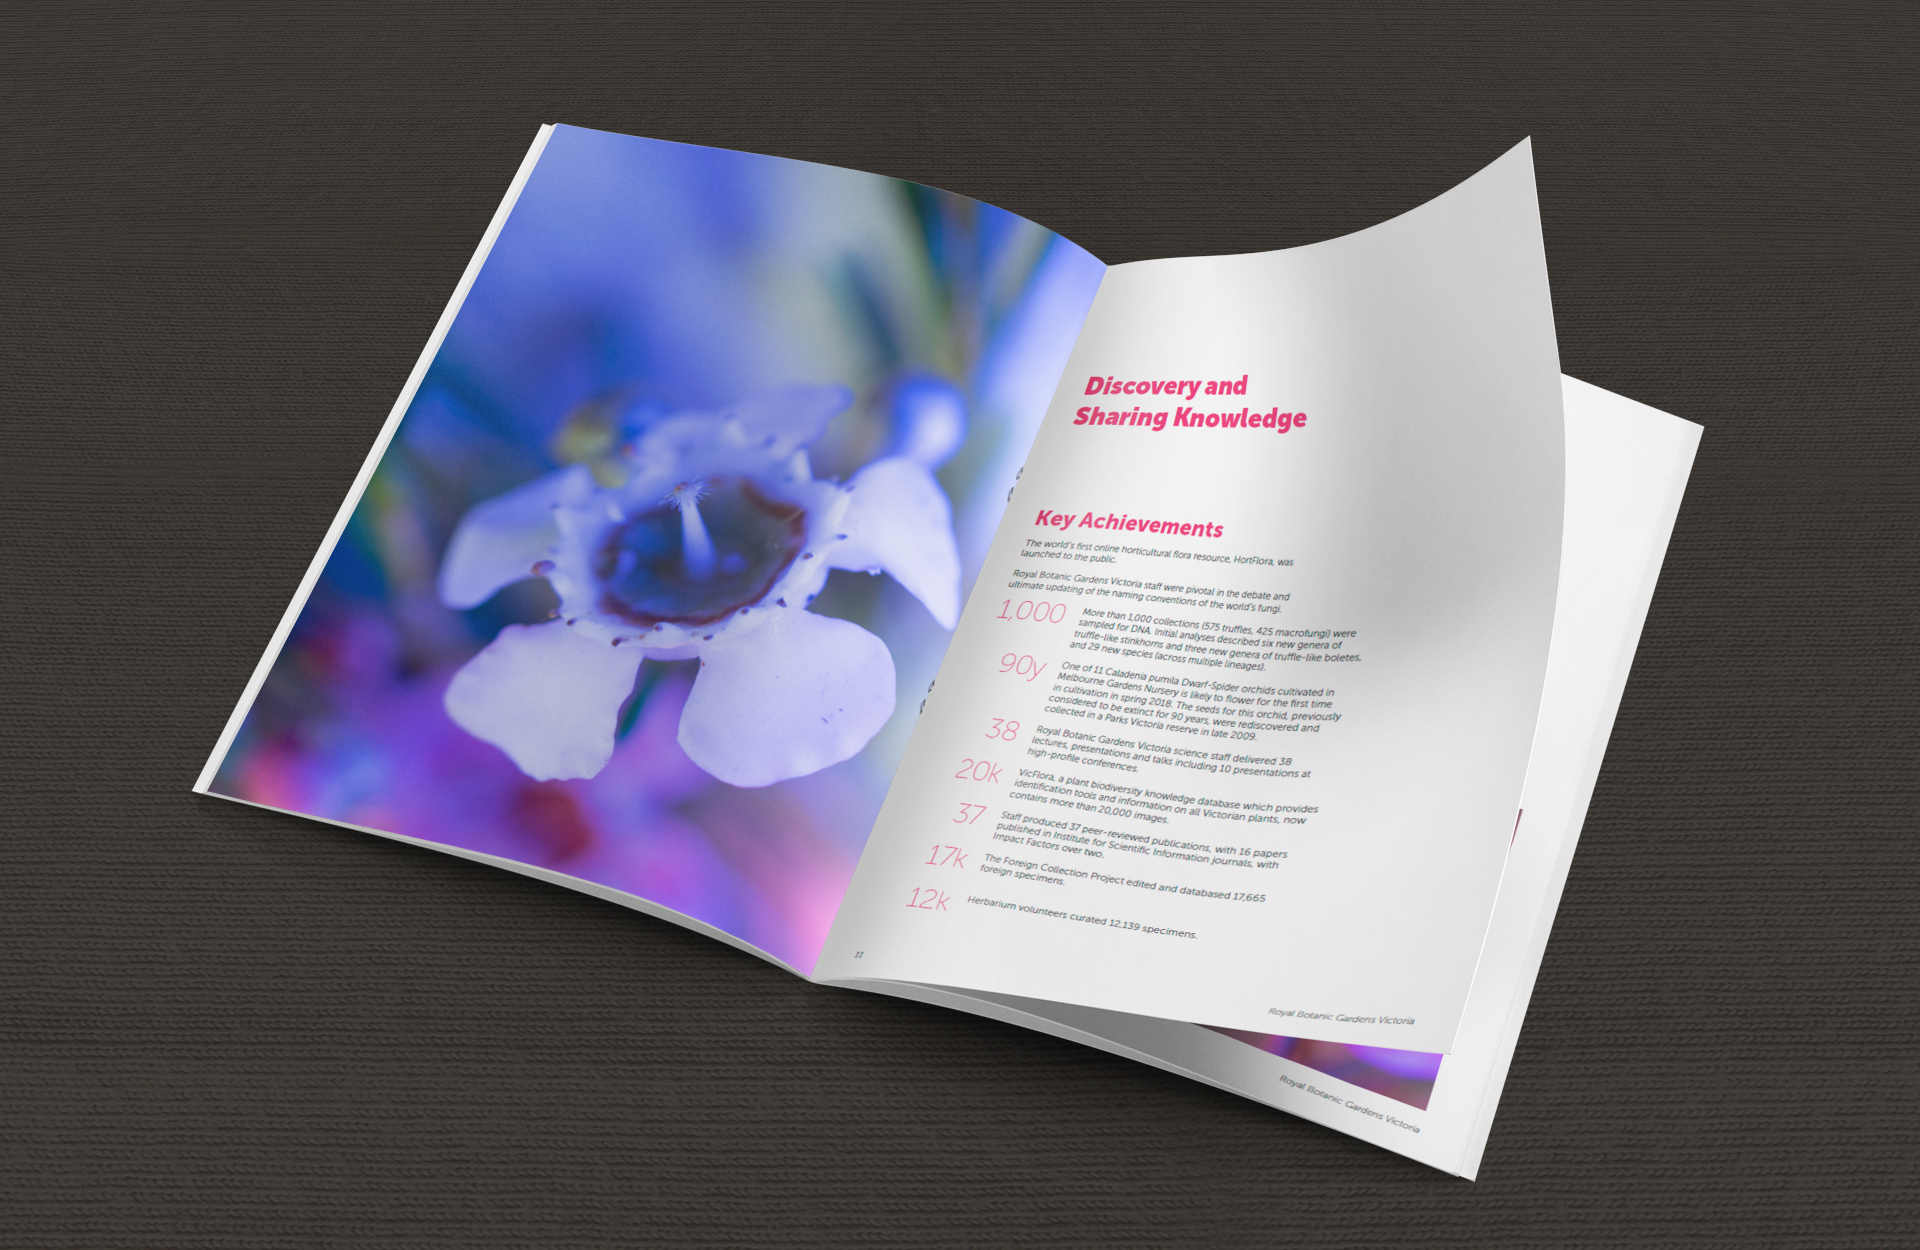 Discovery and
Sharing Knowledge
Key Achievements
The world's first online horticultural flora resource, HortFlora, was
launched to the public.
Royal Botanic Gardens Victoria staff were pivotal in the debate and
ultimate updating of the naming conventions of the world's fungi.
1,000
More than 1,000 collections (575 truffles, 425 macrofungi) were
sampled for DNA. Initial analyses described six new genera of
truffle-like stinkhorns and three new genera of truffle-like boletes,
and 29 new species (across multiple lineages).
90y
One of 11 Caladenia pumila Dwarf-Spider orchids cultivated in
Melbourne Gardens Nursery is likely to flower for the first time
in cultivation in spring 2018. The seeds for this orchid, previously
considered to be extinct for 90 years, were rediscovered and
collected in a Parks Victoria reserve in late 2009.
38
Royal Botanic Gardens Victoria science staff delivered 38
lectures, presentations and talks including 10 presentations at
high-profile conferences.
20k
VicFlora, a plant biodiversity knowledge database which provides
identification tools and information on all Victorian plants, now
contains more than 20,000 images.
37
Staff produced 37 peer-reviewed publications, with 16 papers
published in Institute for Scientific Information journals, with
Impact Factors over two.
17k
The Foreign Collection Project edited and databased 17,665
foreign specimens.
12k
Herbarium volunteers curated 12,139 specimens.
11
Royal Botanic Gardens Victoria
Royal Botanic Gardens Victoria